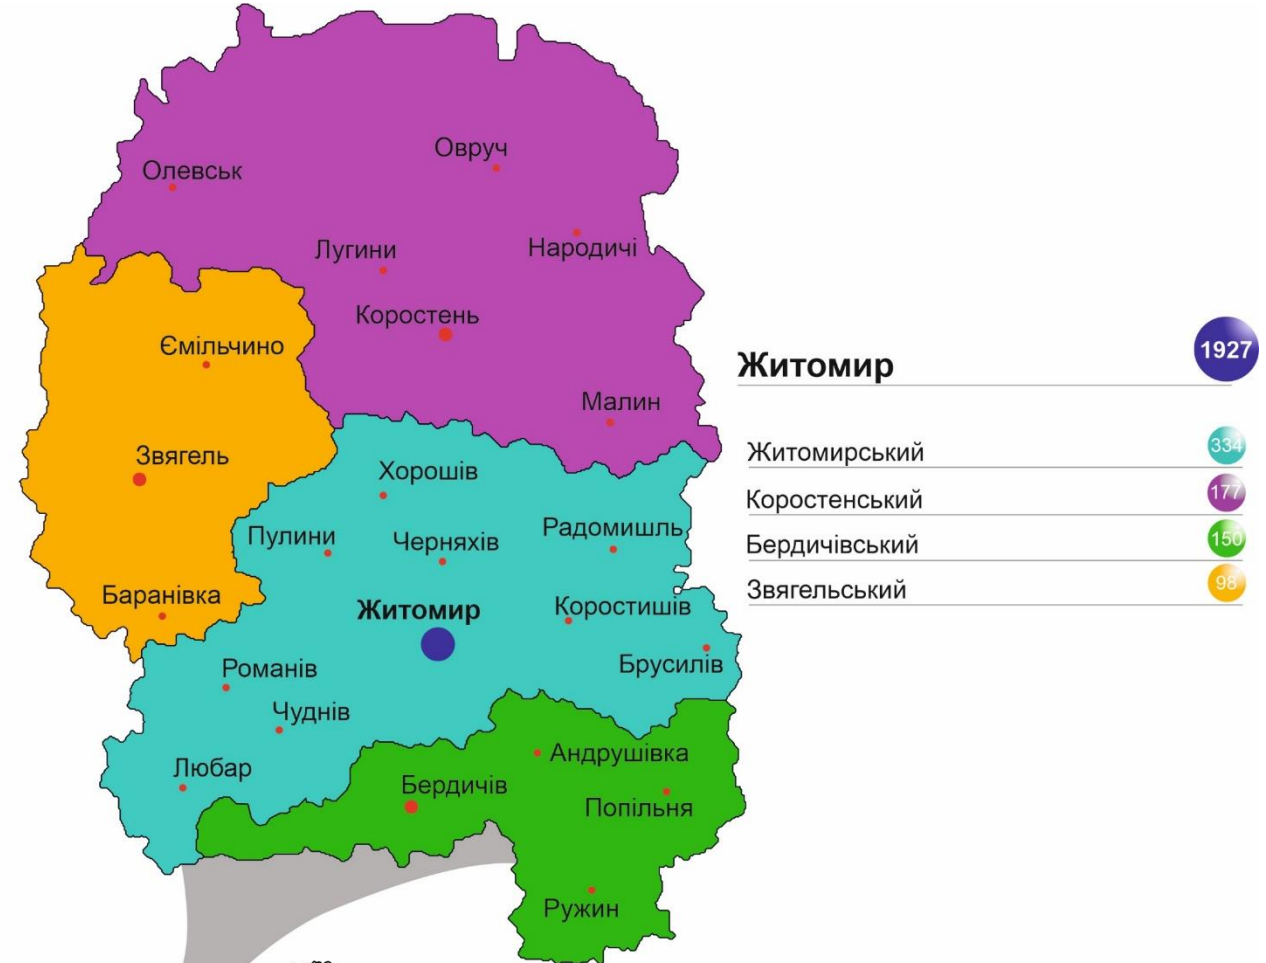 Овруч
Олевськ
Народичі
Лугини
Коростень
Ємільчино
Малин
Звягель
Хорошів
Пулини
Черняхів
Радомишль
Баранівка
Житомир
Коростишів
Романів
Брусилів
Чуднів
Любар
Андрушівка
Бердичів
Попільня
Ружин
Житомир 1927
Житомирський 334
Коростенський 177
Бердичівський 150
Звягельський 98